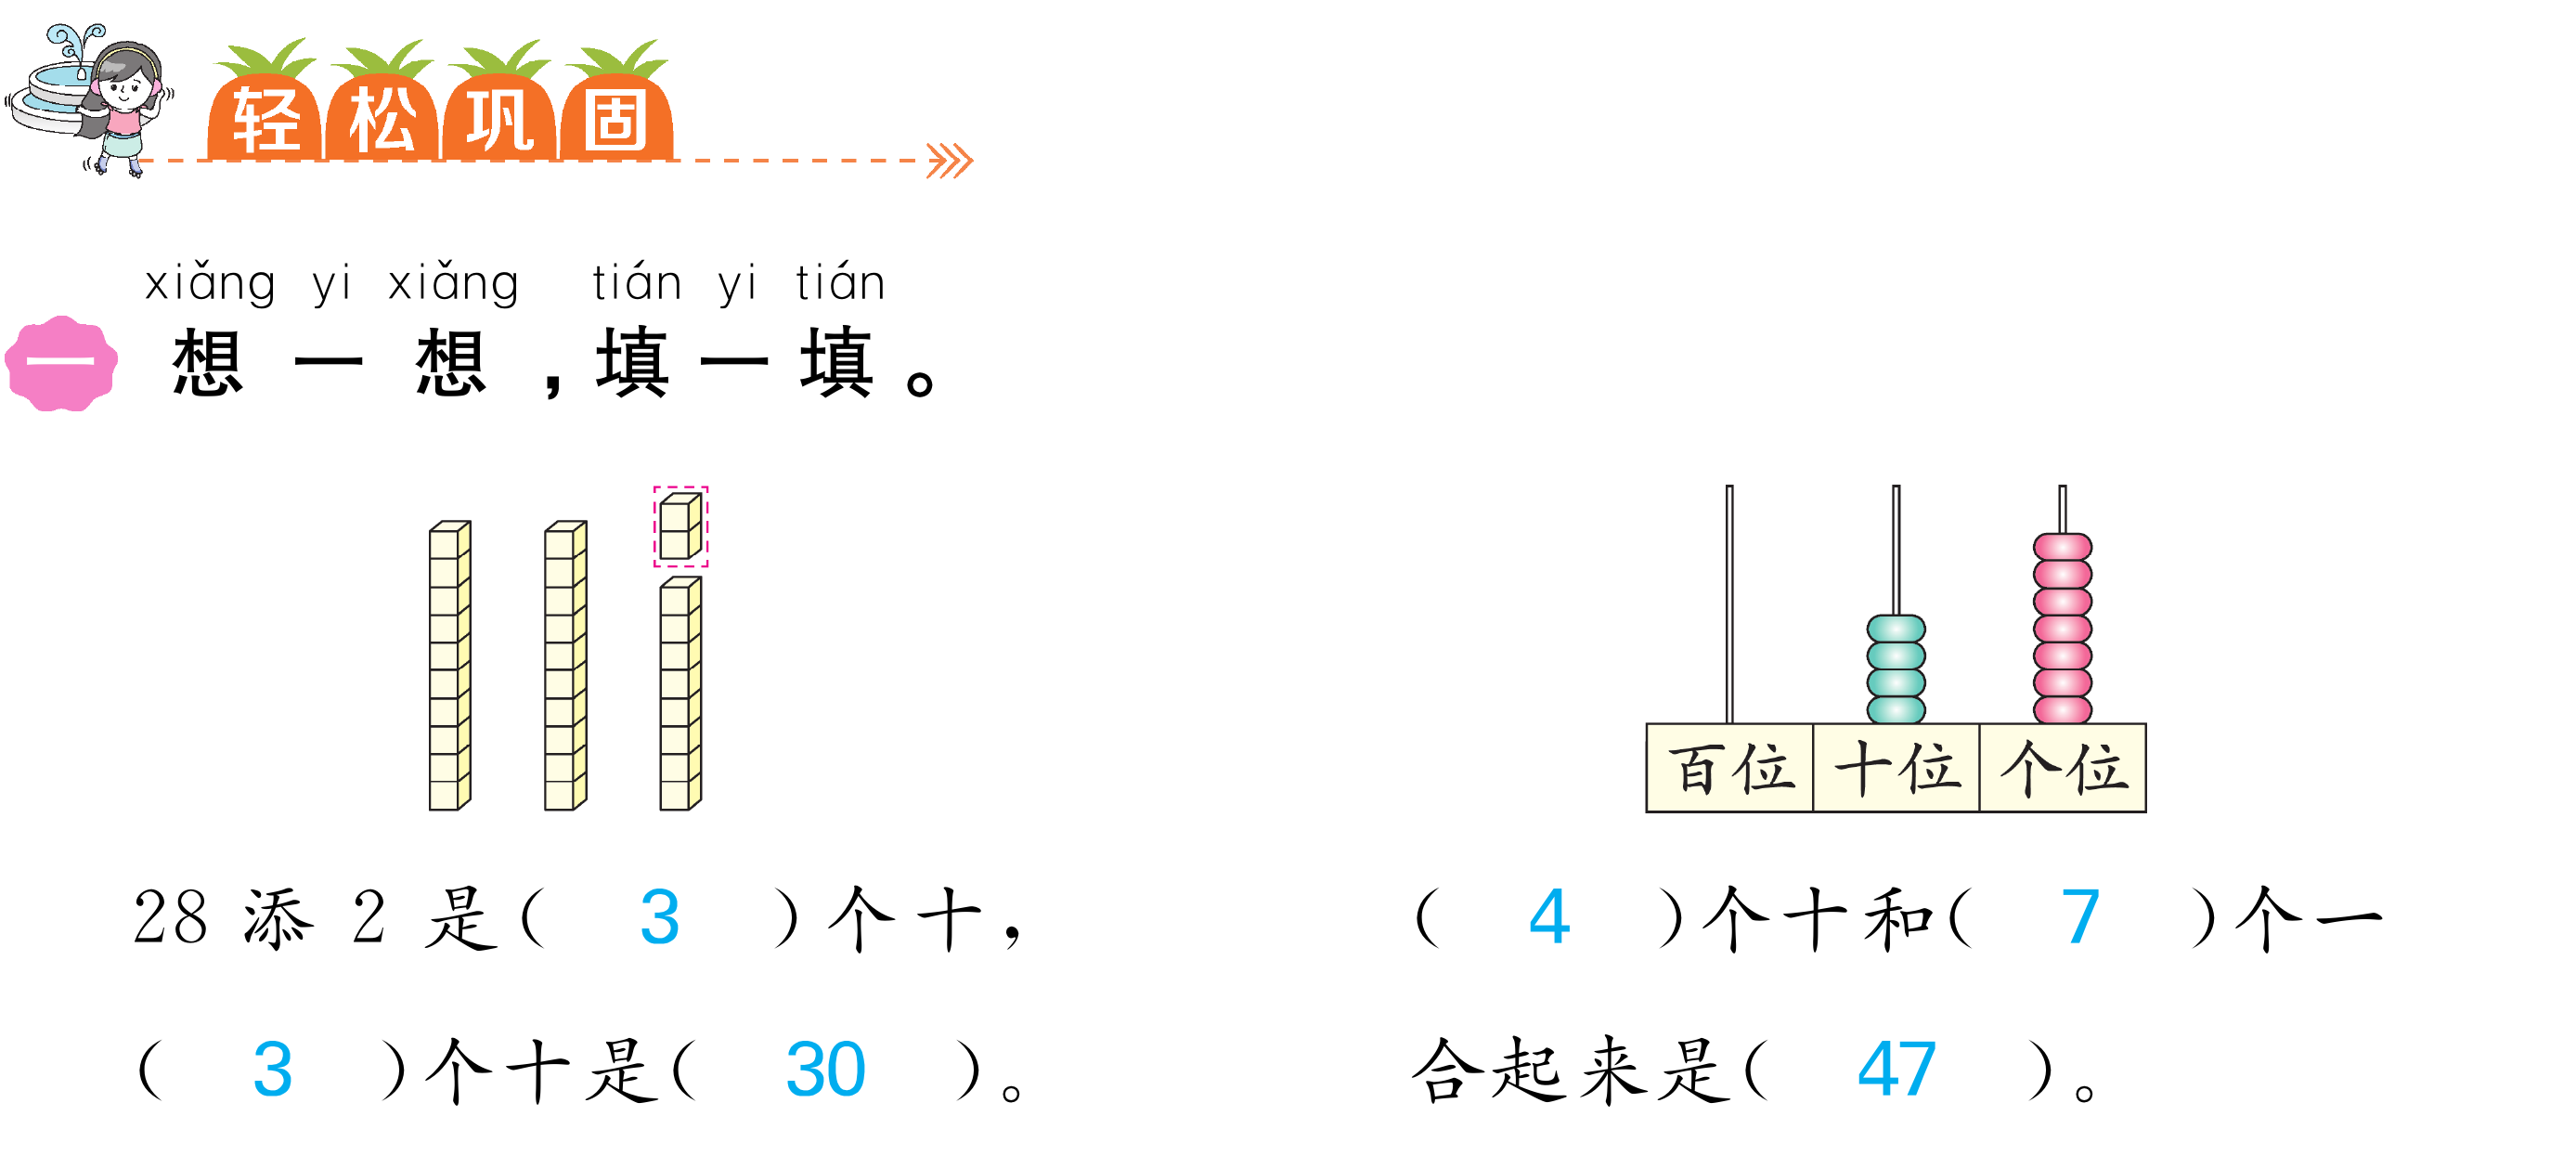 轻松巩固
xiǎng yi xiǎng tián yi tián
一 想一想,填一填。
百位 十位 个位
28 添 2 是( 3 )个十,
( 3 )个十是( 30 )。
( 4 )个十和( 7 )个一
合起来是( 47 )。